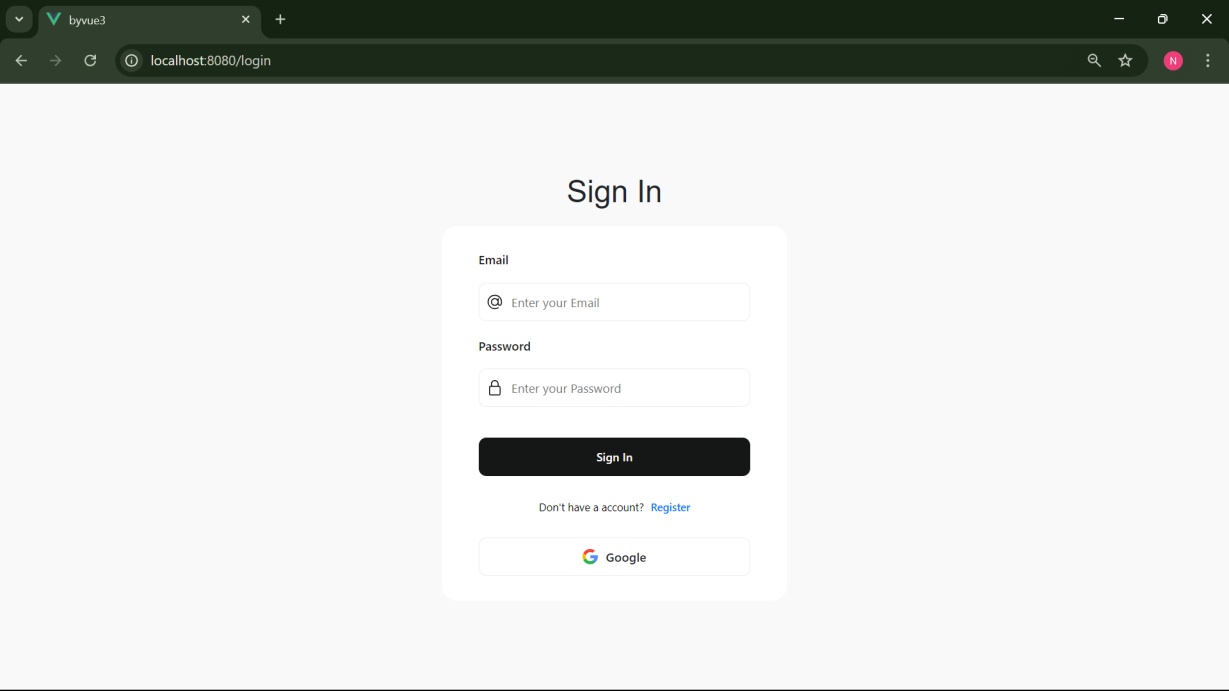 byvue3
localhost:8080/login
N
Sign In
Email
@ Enter your Email
Password
Enter your Password
Sign In
Don't have a account? Register
G Google